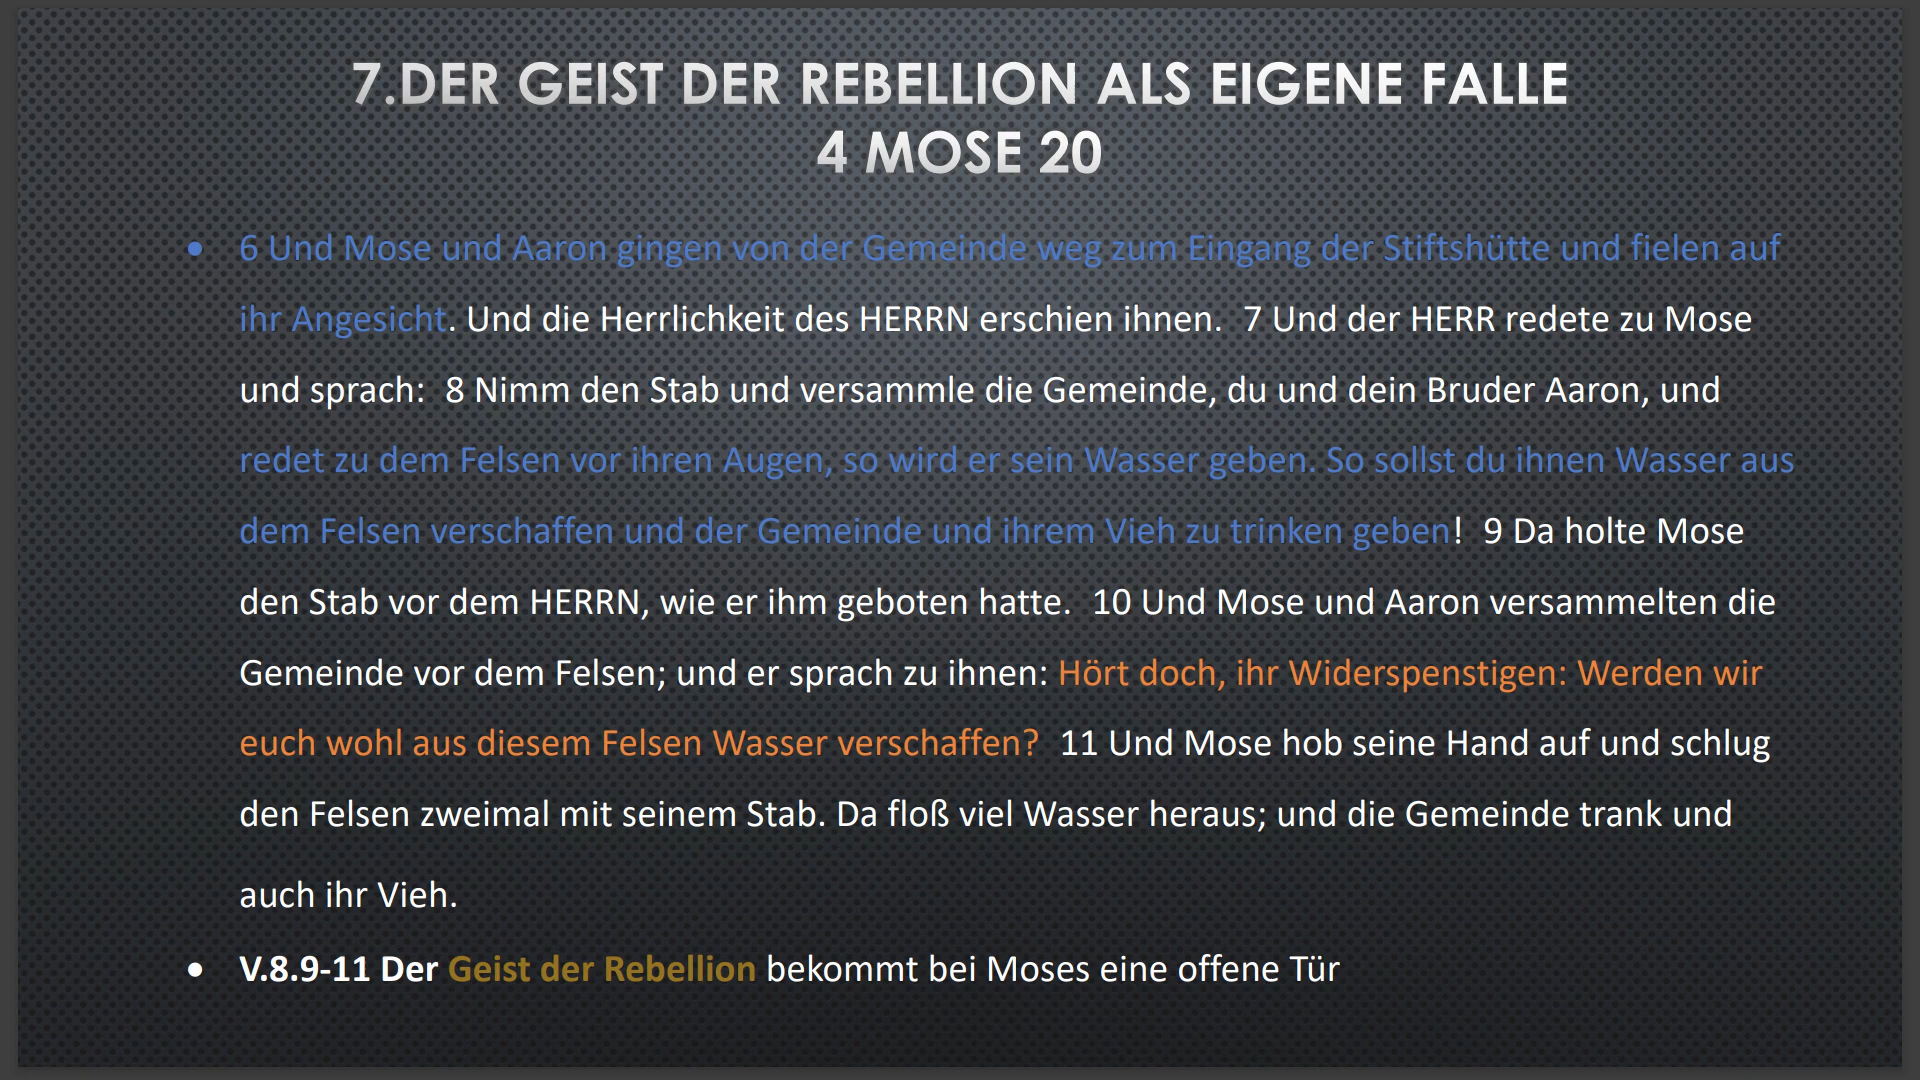 7.DER GEIST DER REBELLION ALS EIGENE FALLE
4 MOSE 20
• 6 Und Mose und Aaron gingen von der Gemeinde weg zum Eingang der Stiftshütte und fielen auf
ihr Angesicht. Und die Herrlichkeit des HERRN erschien ihnen.  7 Und der HERR redete zu Mose
und sprach:  8 Nimm den Stab und versammle die Gemeinde, du und dein Bruder Aaron, und
redet zu dem Felsen vor ihren Augen, so wird er sein Wasser geben. So sollst du ihnen Wasser aus
dem Felsen verschaffen und der Gemeinde und ihrem Vieh zu trinken geben!  9 Da holte Mose
den Stab vor dem HERRN, wie er ihm geboten hatte.  10 Und Mose und Aaron versammelten die
Gemeinde vor dem Felsen; und er sprach zu ihnen: Hört doch, ihr Widerspenstigen: Werden wir
euch wohl aus diesem Felsen Wasser verschaffen?  11 Und Mose hob seine Hand auf und schlug
den Felsen zweimal mit seinem Stab. Da floß viel Wasser heraus; und die Gemeinde trank und
auch ihr Vieh.
• V.8.9-11 Der Geist der Rebellion bekommt bei Moses eine offene Tür